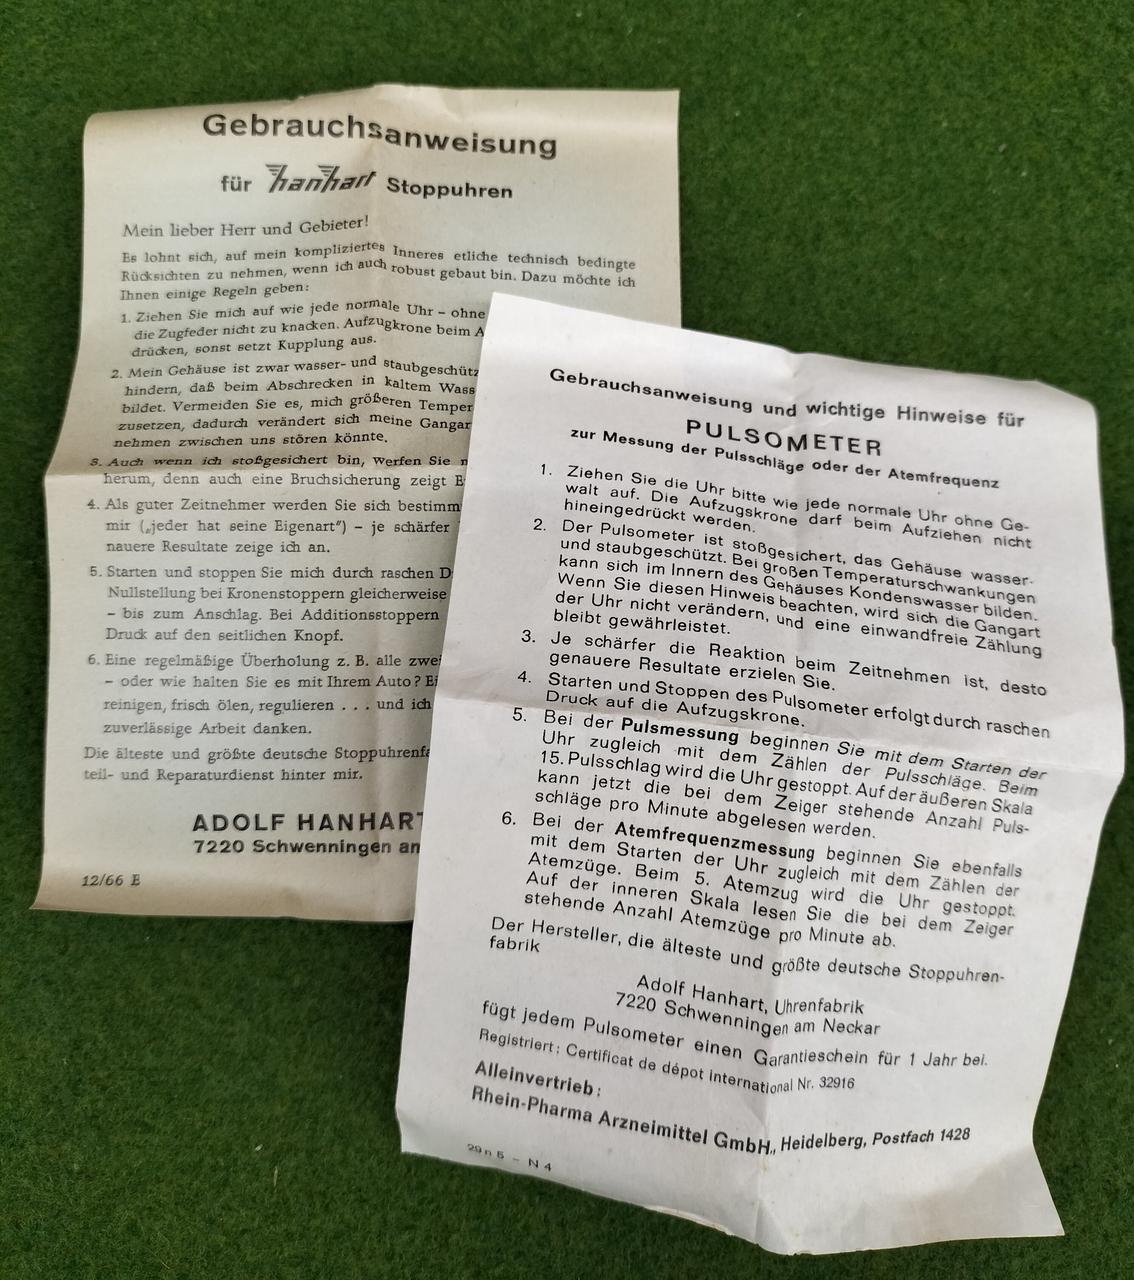 Gebrauchsanweisung
für hanhart Stoppuhren
Mein lieber Herr und Gebieter!
Es lohnt sich, auf mein kompliziertes Inneres etliche technisch bedingte
Rücksichten zu nehmen, wenn ich auch robust gebaut bin. Dazu möchte ich
Ihnen einige Regeln geben:
1. Ziehen Sie mich auf wie jede normale Uhr – ohne
die Zugfeder nicht zu knacken. Aufzugkrone beim A
drücken, sonst setzt Kupplung aus.
2. Mein Gehäuse ist zwar wasser- und staubgeschütz
hindern, daß beim Abschrecken in kaltem Wass
bildet. Vermeiden Sie es, mich größeren Temper
zusetzen, dadurch verändert sich meine Gangar
nehmen zwischen uns stören könnte.
3. Auch wenn ich stoßgesichert bin, werfen Sie
herum, denn auch eine Bruchsicherung zeigt E
4. Als guter Zeitnehmer werden Sie sich bestimm
mir („jeder hat seine Eigenart") – je schärfer
nauere Resultate zeige ich an.
5. Starten und stoppen Sie mich durch raschen D
Nullstellung bei Kronenstoppern gleicherweise
– bis zum Anschlag. Bei Additionsstoppern
Druck auf den seitlichen Knopf.
6. Eine regelmäßige Überholung z. B. alle zwei
– oder wie halten Sie es mit Ihrem Auto? Ei
reinigen, frisch ölen, regulieren . . . und ich
zuverlässige Arbeit danken.
Die älteste und größte deutsche Stoppuhrenfa
teil- und Reparaturdienst hinter mir.
ADOLF HANHART
7220 Schwenningen am
12/66 E
Gebrauchsanweisung und wichtige Hinweise für
PULSOMETER
zur Messung der Pulsschläge oder der Atemfrequenz
1. Ziehen Sie die Uhr bitte wie jede normale Uhr ohne Ge-
walt auf. Die Aufzugskrone darf beim Aufziehen nicht
hineingedrückt werden.
2. Der Pulsometer ist stoßgesichert, das Gehäuse wasser-
und staubgeschützt. Bei großen Temperaturschwankungen
kann sich im Innern des Gehäuses Kondenswasser bilden.
Wenn Sie diesen Hinweis beachten, wird sich die Gangart
der Uhr nicht verändern, und eine einwandfreie Zählung
bleibt gewährleistet.
3. Je schärfer die Reaktion beim Zeitnehmen ist, desto
genauere Resultate erzielen Sie.
4. Starten und Stoppen des Pulsometer erfolgt durch raschen
Druck auf die Aufzugskrone.
5. Bei der Pulsmessung beginnen Sie mit dem Starten der
Uhr zugleich mit dem Zählen der Pulsschläge. Beim
15. Pulsschlag wird die Uhr gestoppt. Auf der äußeren Skala
kann jetzt die bei dem Zeiger stehende Anzahl Puls-
schläge pro Minute abgelesen werden.
6. Bei der Atemfrequenzmessung beginnen Sie ebenfalls
mit dem Starten der Uhr zugleich mit dem Zählen der
Atemzüge. Beim 5. Atemzug wird die Uhr gestoppt.
Auf der inneren Skala lesen Sie die bei dem Zeiger
stehende Anzahl Atemzüge pro Minute ab.
Der Hersteller, die älteste und größte deutsche Stoppuhren-
fabrik
Adolf Hanhart, Uhrenfabrik
7220 Schwenningen am Neckar
fügt jedem Pulsometer einen Garantieschein für 1 Jahr bei.
Registriert: Certificat de dépot international Nr. 32916
Alleinvertrieb:
Rhein-Pharma Arzneimittel GmbH., Heidelberg, Postfach 1428
29 n 5 – N 4